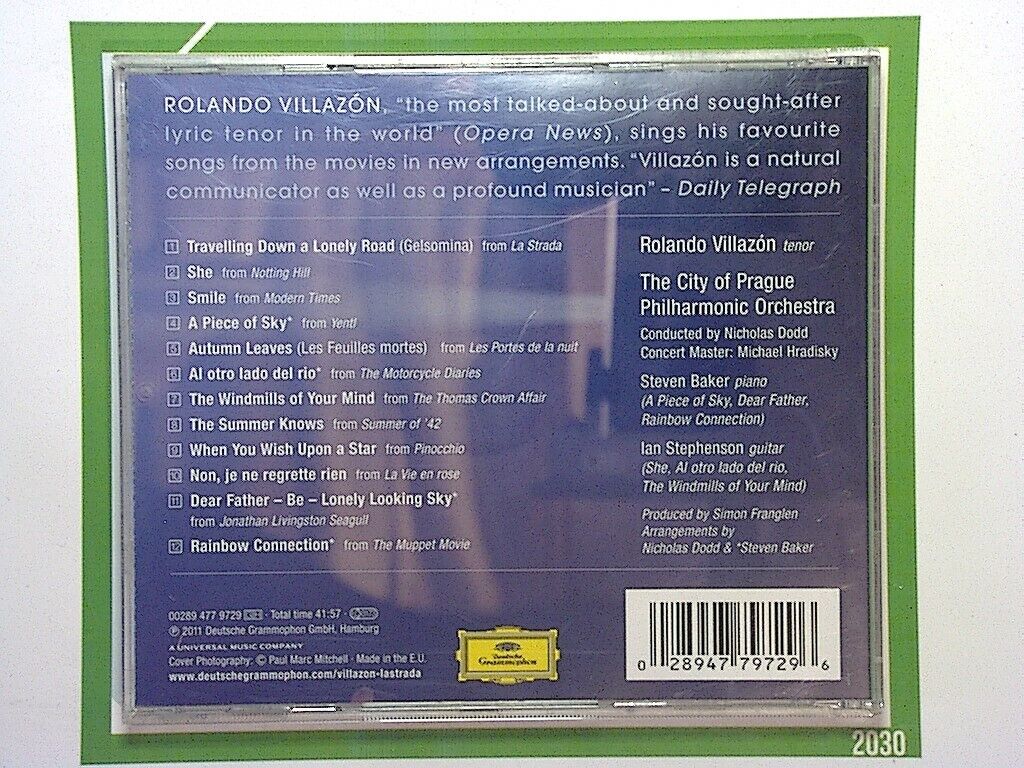 ROLANDO VILLAZÓN, “the most talked-about and sought-after
lyric tenor in the world” (Opera News), sings his favourite
songs from the movies in new arrangements. “Villazón is a natural
communicator as well as a profound musician” – Daily Telegraph
1 Travelling Down a Lonely Road (Gelsomina) from La Strada
2 She from Notting Hill
3 Smile from Modern Times
4 A Piece of Sky* from Yentl
5 Autumn Leaves (Les Feuilles mortes) from Les Portes de la nuit
6 Al otro lado del rio* from The Motorcycle Diaries
7 The Windmills of Your Mind from The Thomas Crown Affair
8 The Summer Knows from Summer of '42
9 When You Wish Upon a Star from Pinocchio
10 Non, je ne regrette rien from La Vie en rose
11 Dear Father – Be – Lonely Looking Sky*
from Jonathan Livingston Seagull
12 Rainbow Connection* from The Muppet Movie
Rolando Villazón tenor
The City of Prague
Philharmonic Orchestra
Conducted by Nicholas Dodd
Concert Master: Michael Hradisky
Steven Baker piano
(A Piece of Sky, Dear Father,
Rainbow Connection)
Ian Stephenson guitar
(She, Al otro lado del rio,
The Windmills of Your Mind)
Produced by Simon Franglen
Arrangements by
Nicholas Dodd & *Steven Baker
00289 477 9729 GH · Total time 41:57 ·
℗ 2011 Deutsche Grammophon GmbH, Hamburg
A UNIVERSAL MUSIC COMPANY
Cover Photography: © Paul Marc Mitchell · Made in the E.U.
www.deutschegrammophon.com/villazon-lastrada
Deutsche
Grammophon
0 28947 79729 6
2030